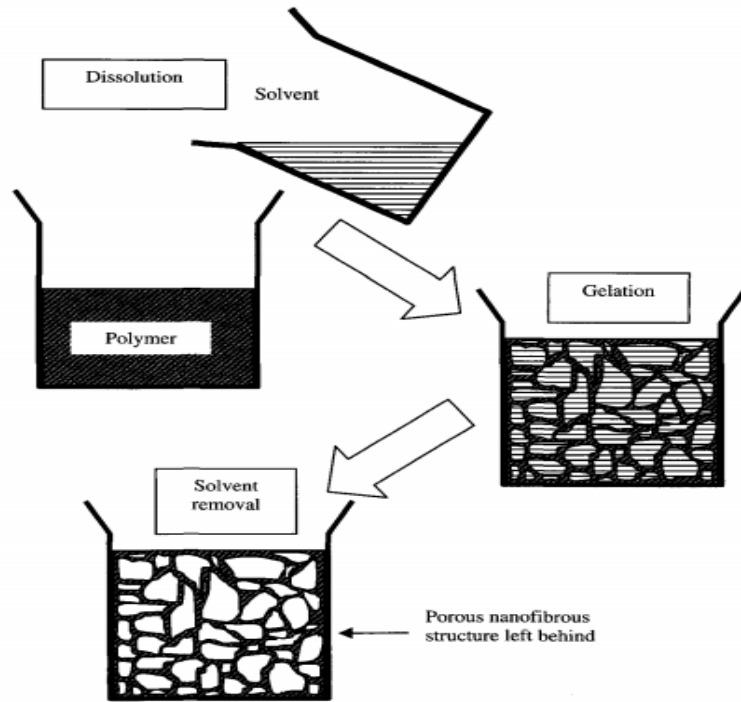 Dissolution
Solvent
Polymer
Gelation
Solvent
removal
Porous nanofibrous
structure left behind